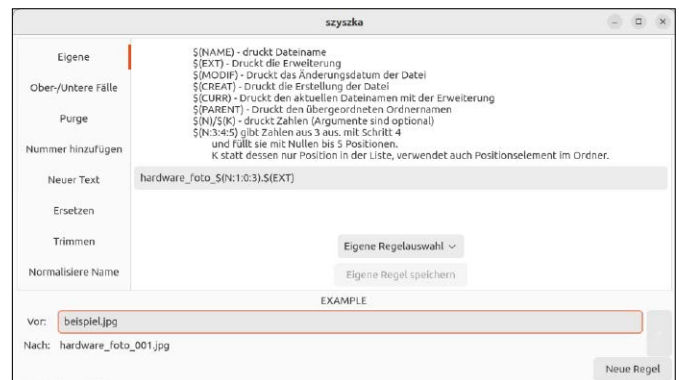 szyszka
Eigene
Ober-/Untere Fälle
Purge
Nummer hinzufügen
Neuer Text
Ersetzen
Trimmen
Normalisiere Name
$(NAME) - druckt Dateiname
$(EXT) - Druckt die Erweiterung
$(MODIF) - Druckt das Änderungsdatum der Datei
$(CREAT) - Druckt die Erstellung der Datei
$(CURR) - Druckt den aktuellen Dateinamen mit der Erweiterung
$(PARENT) - Druckt den übergeordneten Ordnernamen
$(N)/$(K) - druckt Zahlen (Argumente sind optional)
$(N:3:4:5) gibt Zahlen aus 3 aus. mit Schritt 4
und füllt sie mit Nullen bis 5 Positionen.
K statt dessen nur Position in der Liste, verwendet auch Positionselement im Ordner.
hardware_foto_$(N:1:0:3).$(EXT)
Eigene Regelauswahl
Eigene Regel speichern
EXAMPLE
Vor: beispiel.jpg
Nach: hardware_foto_001.jpg
Neue Regel